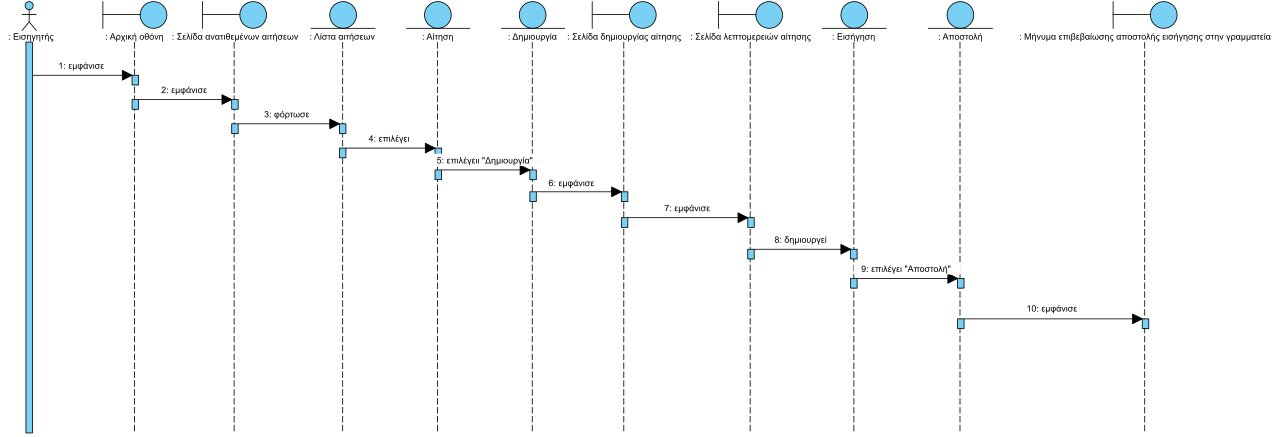 : Εισηγητής
: Αρχική οθόνη
: Σελίδα ανατιθεμένων αιτήσεων
: Λίστα αιτήσεων
: Αίτηση
: Δημιουργία
: Σελίδα δημιουργίας αίτησης
: Σελίδα λεπτομερειών αίτησης
: Εισήγηση
: Αποστολή
: Μήνυμα επιβεβαίωσης αποστολής εισήγησης στην γραμματεία
1: εμφάνισε
2: εμφάνισε
3: φόρτωσε
4: επιλέγει
5: επιλέγειι "Δημιουργία"
6: εμφάνισε
7: εμφάνισε
8: δημιουργεί
9: επιλέγει "Αποστολή"
10: εμφάνισε